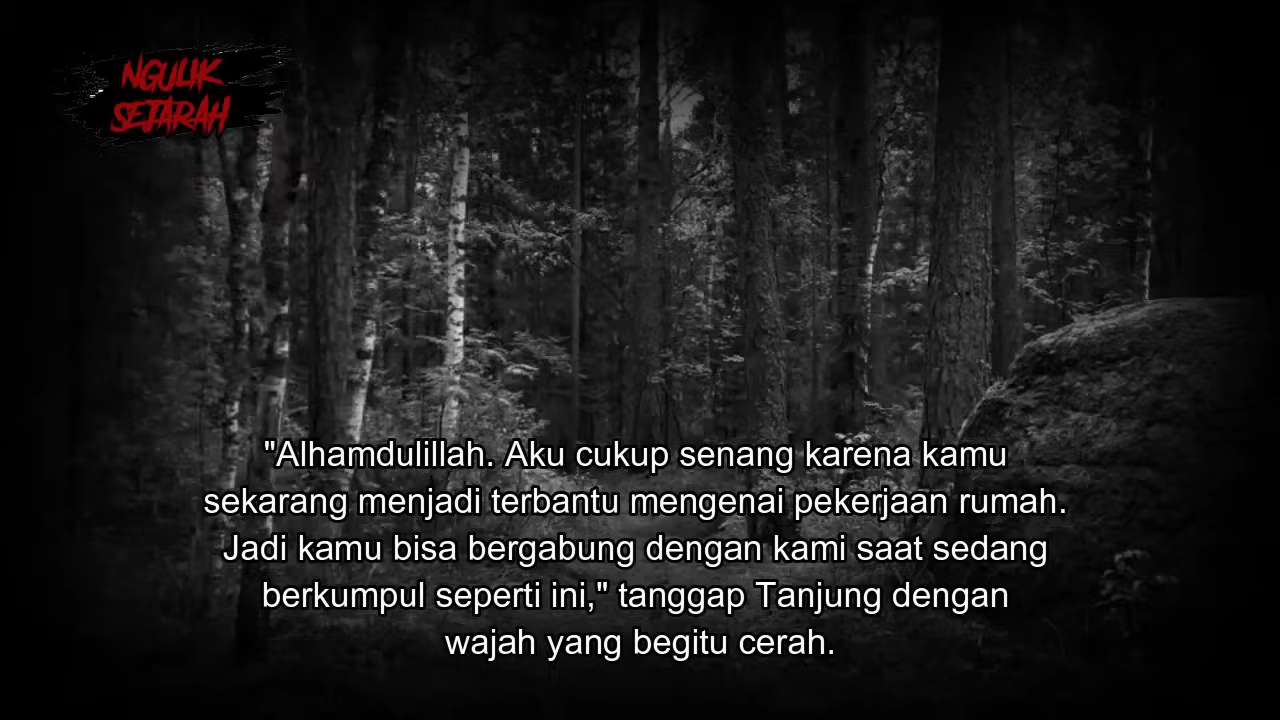 NGULIK
SEJARAH
"Alhamdulillah. Aku cukup senang karena kamu
sekarang menjadi terbantu mengenai pekerjaan rumah.
Jadi kamu bisa bergabung dengan kami saat sedang
berkumpul seperti ini," tanggap Tanjung dengan
wajah yang begitu cerah.